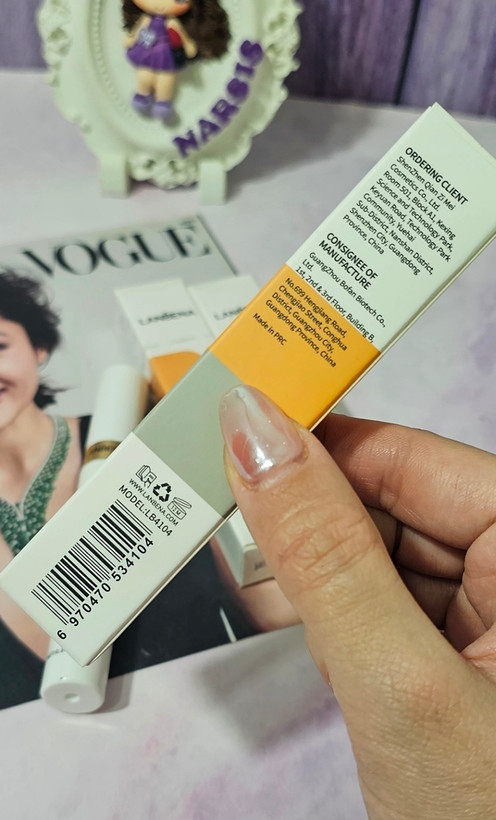 NARSIS
VOGUE
LANBENA
ORDERING CLIENT
ShenZhen Qian Zi Mei
Cosmetics Co., Ltd.
Room 501, Block A1, Kexing
Science and Technology Park,
Keyuan Road, Technology Park
Community, Yuehai
Sub-District, Nanshan District,
Shenzhen City, Guangdong
Province, China
CONSIGNEE OF
MANUFACTURE
GuangZhou Bofan Biotech Co.,
Ltd.
1st, 2nd & 3rd Floor, Building B,
No.699 Hengjiang Road,
Chengjiao Street, Conghua
District, Guangzhou City,
Guangdong Province, China
Made in PRC
WWW.LANBENA.COM
MODEL:LB4104
6 970470 534104